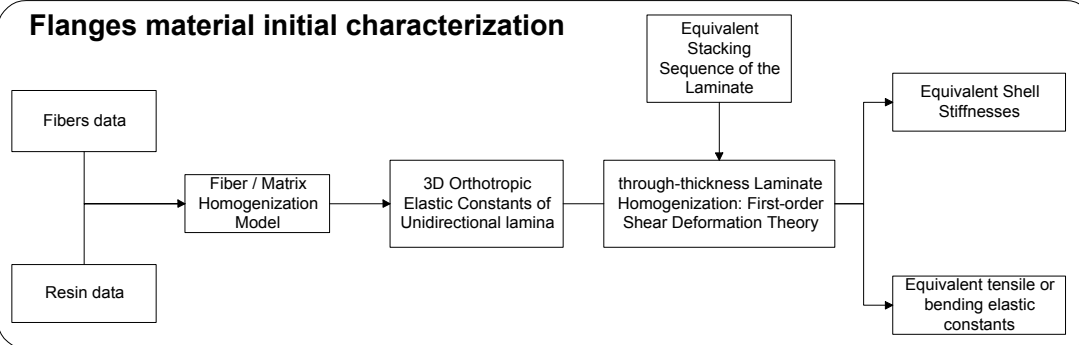 Flanges material initial characterization
Equivalent
Stacking
Sequence of the
Laminate
Fibers data
Equivalent Shell
Stiffnesses
Fiber / Matrix
Homogenization
Model
3D Orthotropic
Elastic Constants of
Unidirectional lamina
through-thickness Laminate
Homogenization: First-order
Shear Deformation Theory
Resin data
Equivalent tensile or
bending elastic
constants